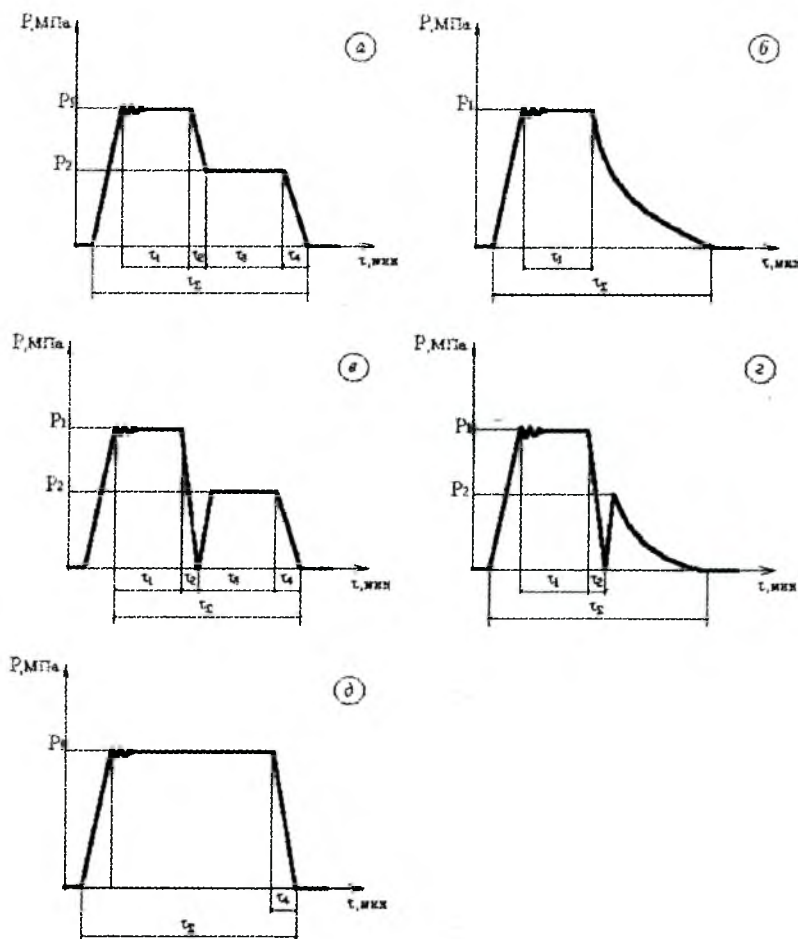 P,МПа
а
P1
P2
τ1 τ2 τ3 τ4
τ, мин
τΣ
P,МПа
б
P1
τ1
τ, мин
τΣ
P,МПа
в
P1
P2
τ1 τ2 τ3 τ4
τ, мин
τΣ
P,МПа
г
P1
P2
τ1 τ2
τ, мин
τΣ
P,МПа
д
P1
τ4
τ, мин
τΣ